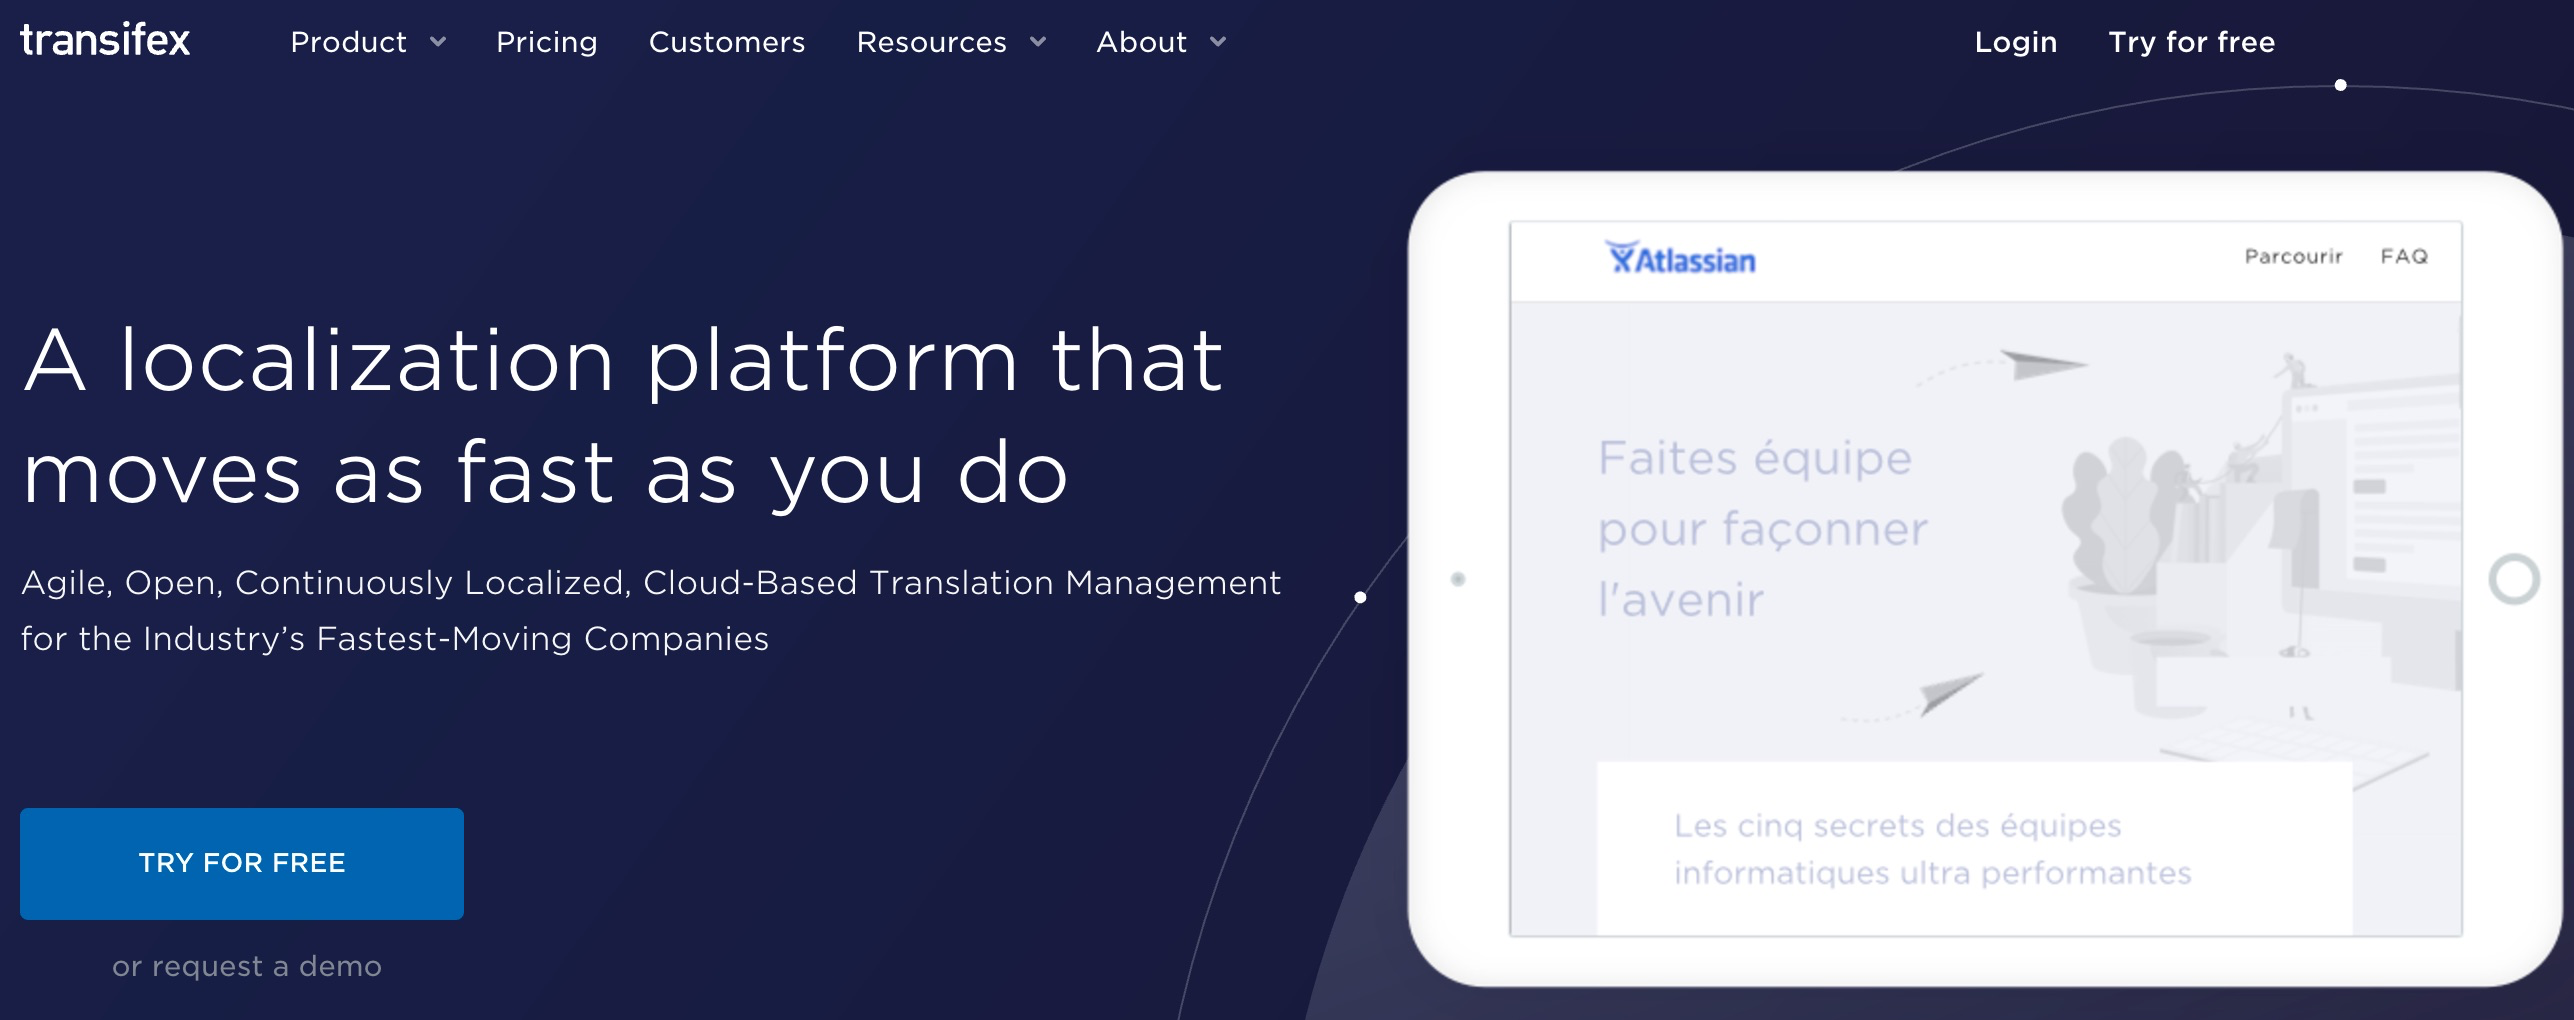 transifex
Product
Pricing
Customers
Resources
About
Login
Try for free
A localization platform that
moves as fast as you do
Agile, Open, Continuously Localized, Cloud-Based Translation Management
for the Industry’s Fastest-Moving Companies
TRY FOR FREE
or request a demo
Atlassian
Parcourir
FAQ
Faites équipe
pour façonner
l'avenir
Les cinq secrets des équipes
informatiques ultra performantes